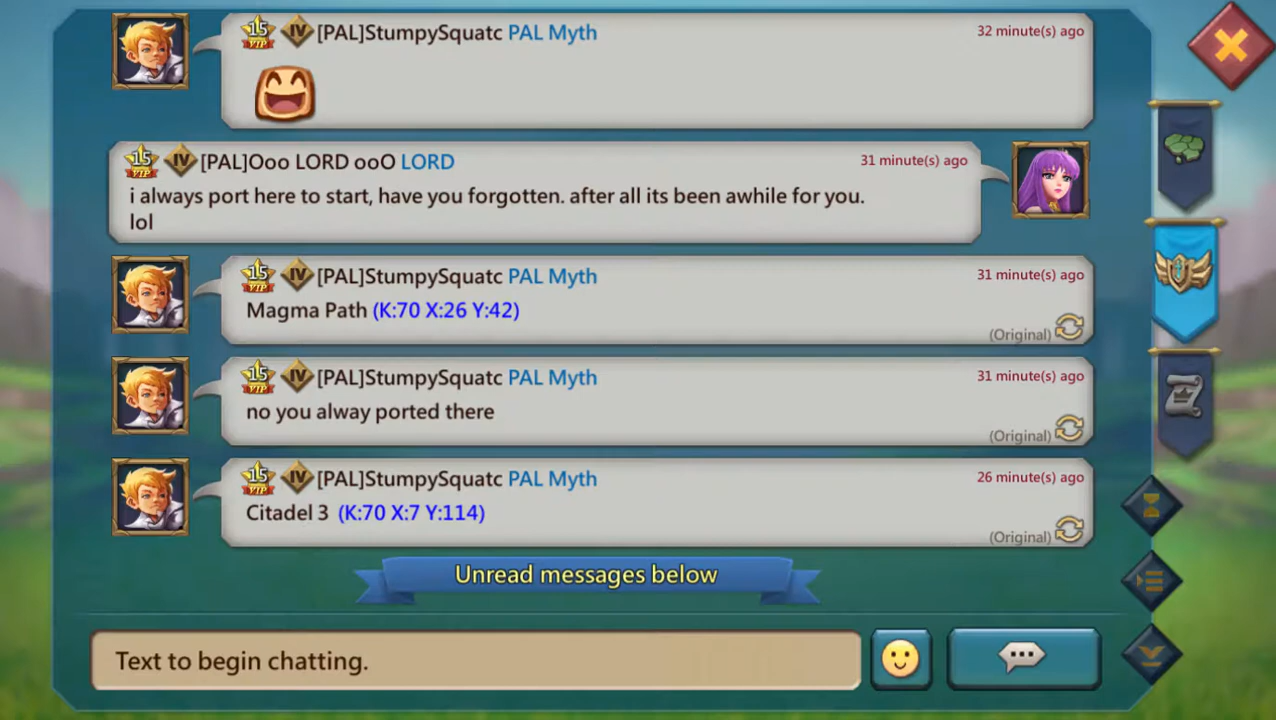 15 VIP IV [PAL]StumpySquatc PAL Myth 32 minute(s) ago
15 VIP IV [PAL]Ooo LORD ooO LORD 31 minute(s) ago
i always port here to start, have you forgotten. after all its been awhile for you.
lol
15 VIP IV [PAL]StumpySquatc PAL Myth 31 minute(s) ago
Magma Path (K:70 X:26 Y:42)
(Original)
15 VIP IV [PAL]StumpySquatc PAL Myth 31 minute(s) ago
no you alway ported there
(Original)
15 VIP IV [PAL]StumpySquatc PAL Myth 26 minute(s) ago
Citadel 3 (K:70 X:7 Y:114)
(Original)
Unread messages below
Text to begin chatting.